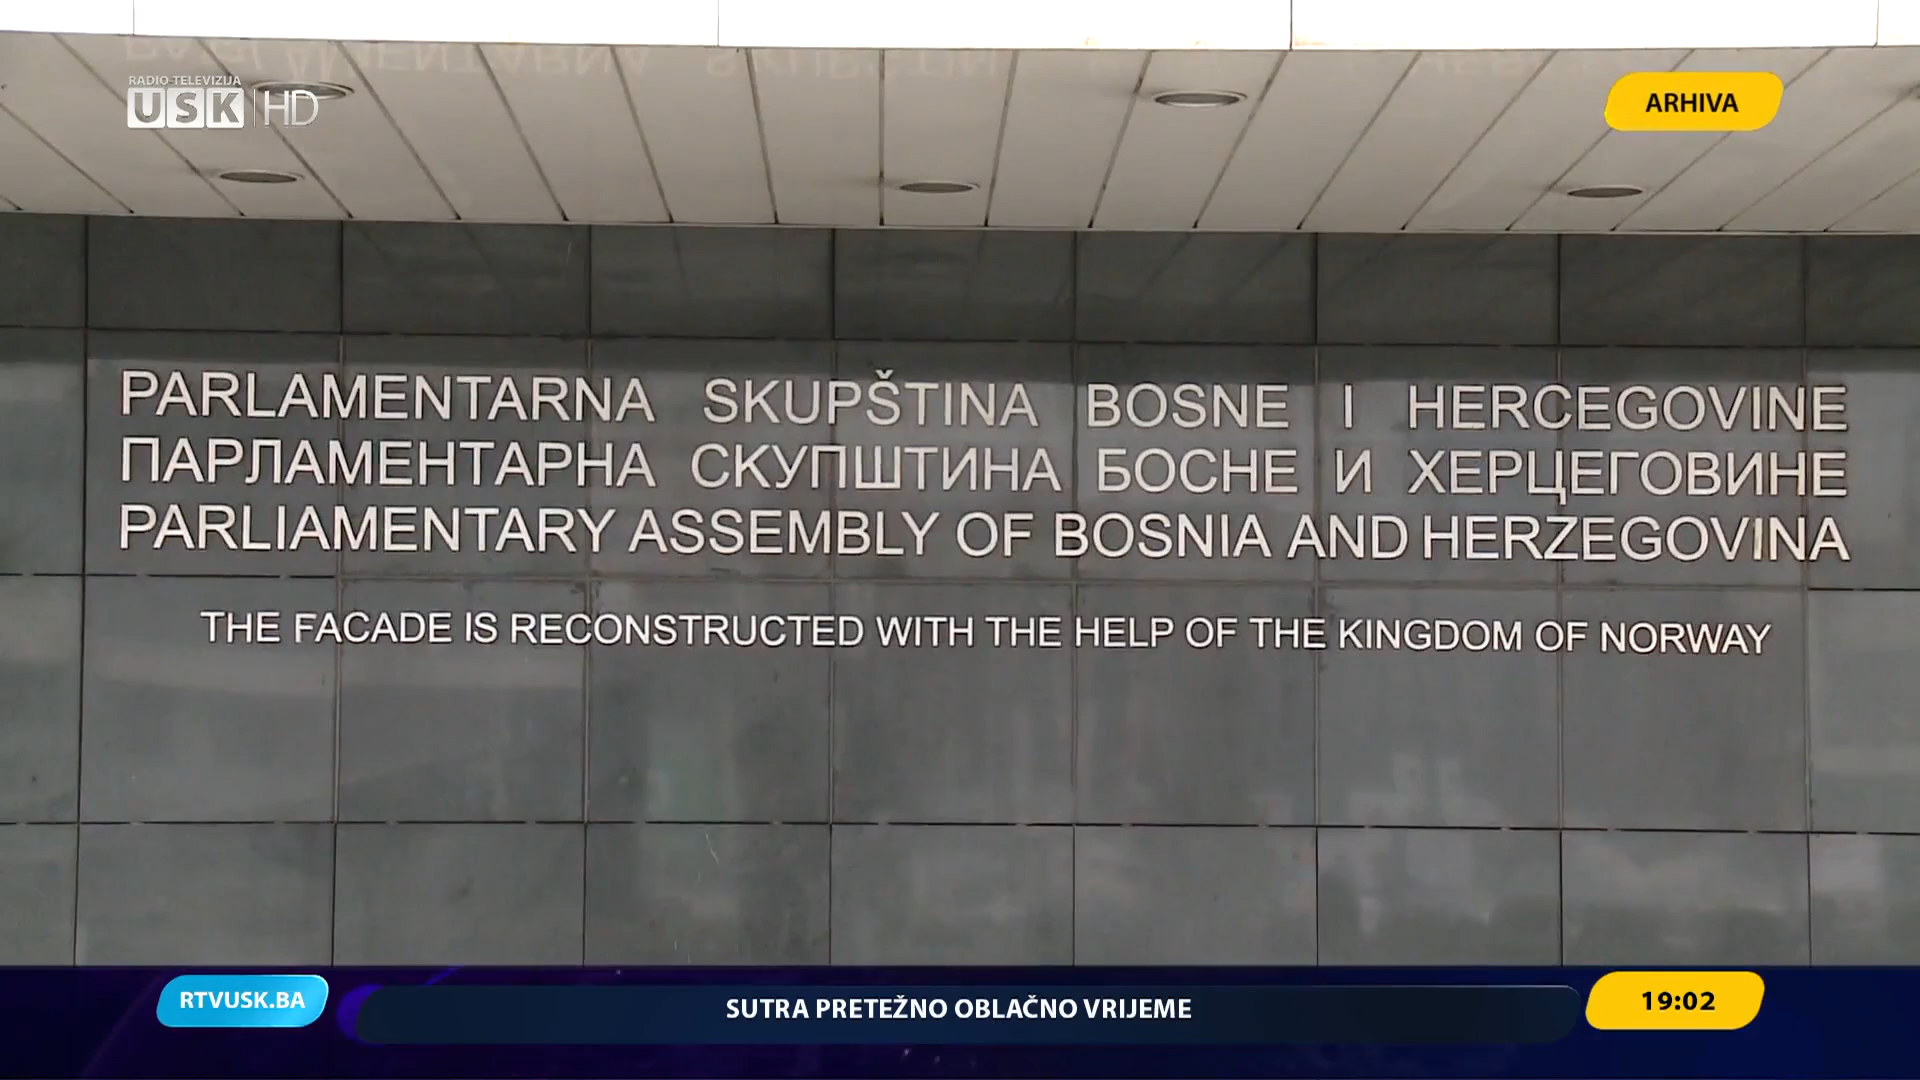 RADIO-TELEVIZIJA
USK HD
ARHIVA
PARLAMENTARNA SKUPŠTINA BOSNE I HERCEGOVINE
ПАРЛАМЕНТАРНА СКУПШТИНА БОСНЕ И ХЕРЦЕГОВИНЕ
PARLIAMENTARY ASSEMBLY OF BOSNIA AND HERZEGOVINA
THE FACADE IS RECONSTRUCTED WITH THE HELP OF THE KINGDOM OF NORWAY
RTVUSK.BA
SUTRA PRETEŽNO OBLAČNO VRIJEME
19:02